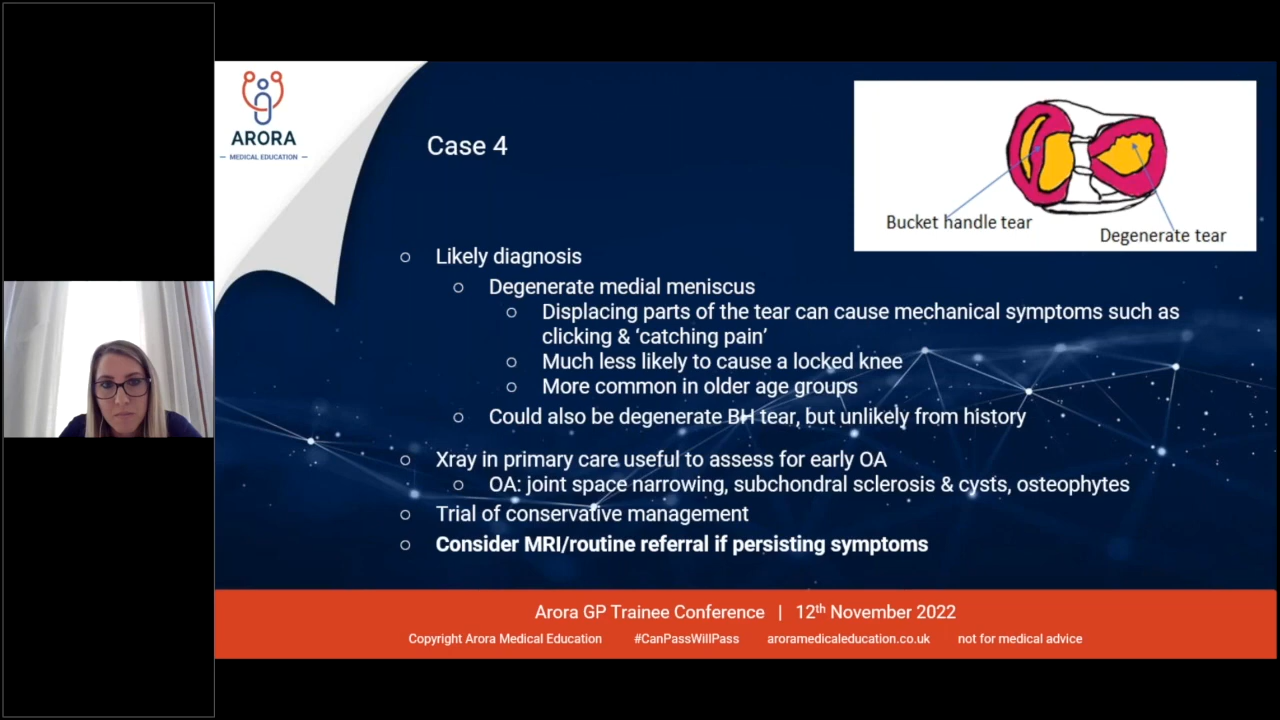 ARORA
MEDICAL EDUCATION
Case 4
Bucket handle tear
Degenerate tear
Likely diagnosis
Degenerate medial meniscus
Displacing parts of the tear can cause mechanical symptoms such as
clicking & ‘catching pain’
Much less likely to cause a locked knee
More common in older age groups
Could also be degenerate BH tear, but unlikely from history
Xray in primary care useful to assess for early OA
OA: joint space narrowing, subchondral sclerosis & cysts, osteophytes
Trial of conservative management
Consider MRI/routine referral if persisting symptoms
Arora GP Trainee Conference | 12th November 2022
Copyright Arora Medical Education #CanPassWillPass aroramedicaleducation.co.uk not for medical advice